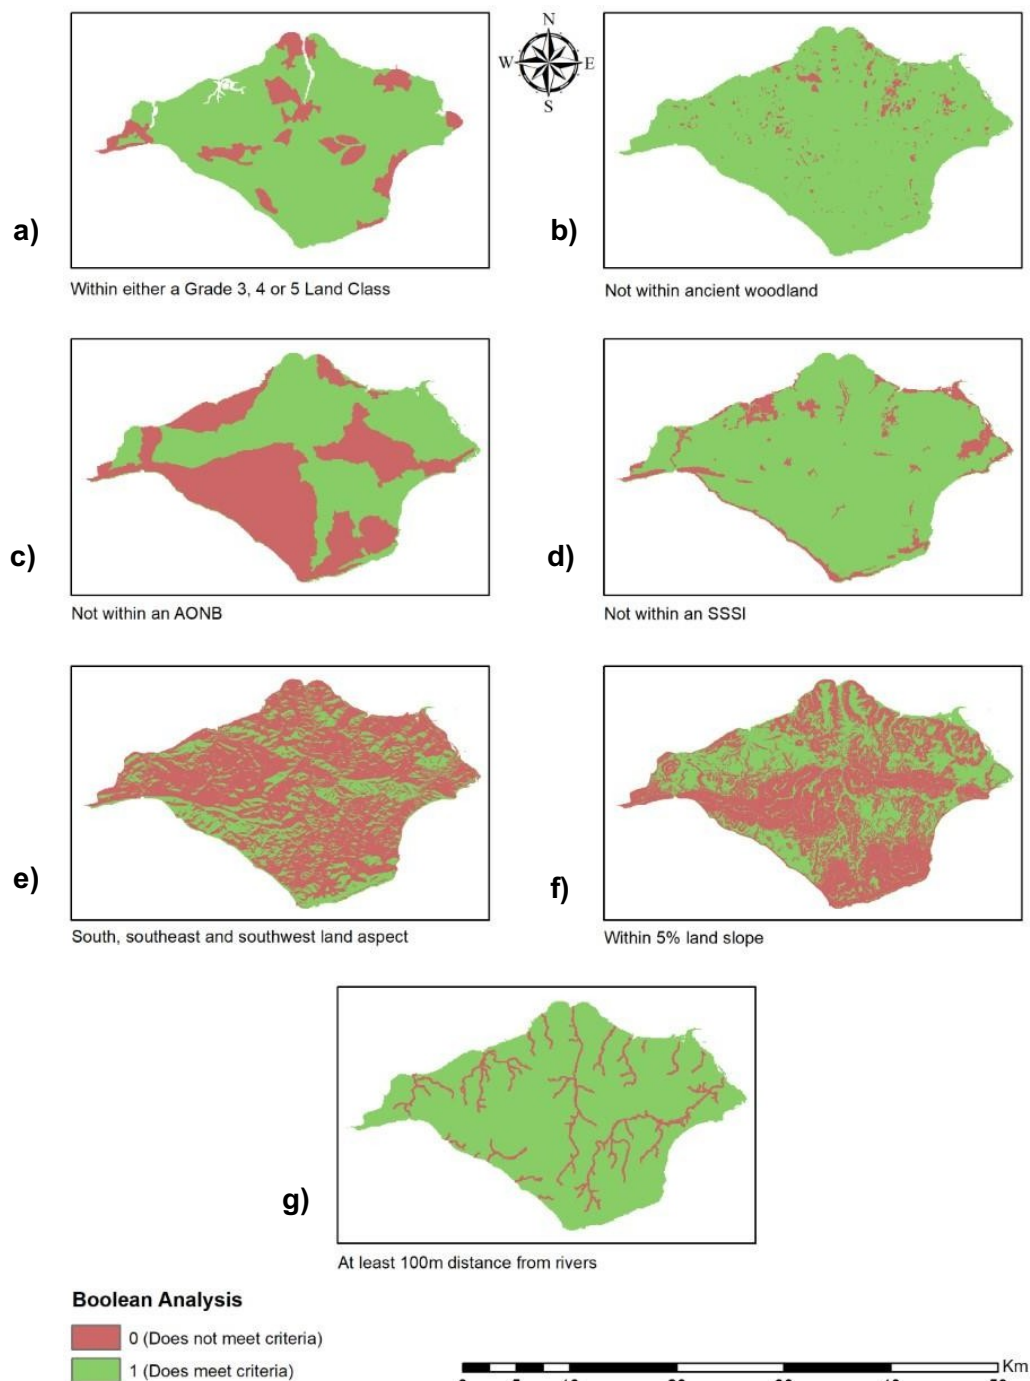 N
W E
S
a) b)
Within either a Grade 3, 4 or 5 Land Class
Not within ancient woodland
c) d)
Not within an AONB
Not within an SSSI
e) f)
South, southeast and southwest land aspect
Within 5% land slope
g)
At least 100m distance from rivers
Boolean Analysis
0 (Does not meet criteria)
1 (Does meet criteria)
Km